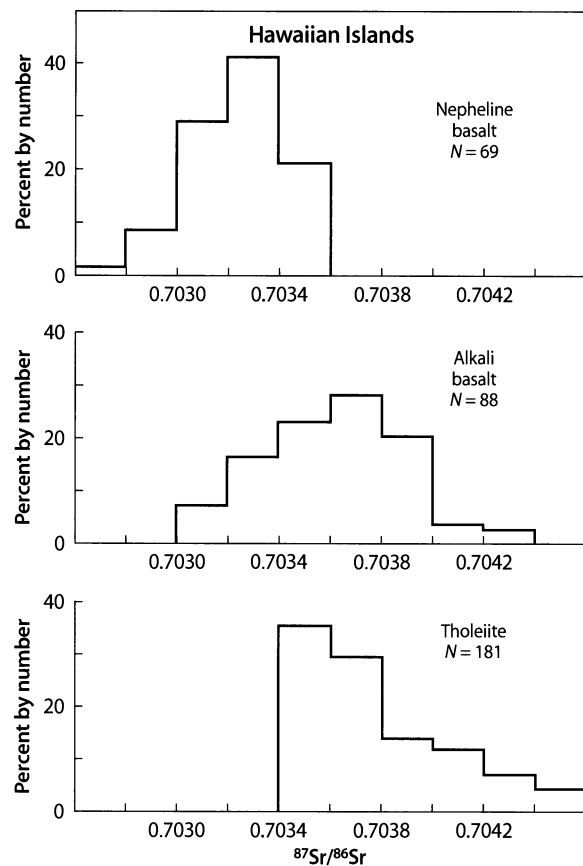 Hawaiian Islands
Percent by number
40
20
0
Nepheline
basalt
N = 69
0.7030 0.7034 0.7038 0.7042
Percent by number
40
20
0
Alkali
basalt
N = 88
0.7030 0.7034 0.7038 0.7042
Percent by number
40
20
0
Tholeiite
N = 181
0.7030 0.7034 0.7038 0.7042
⁸⁷Sr/⁸⁶Sr